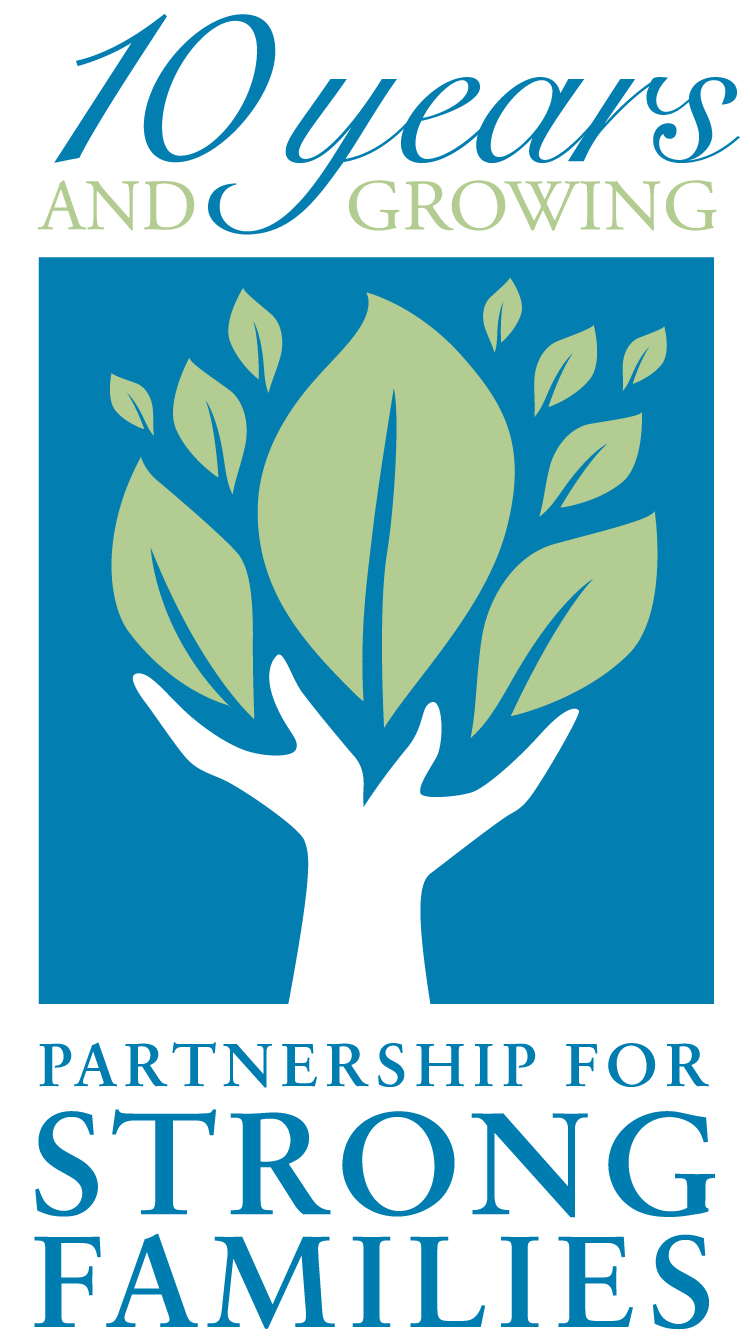 10 years
AND GROWING
PARTNERSHIP FOR
STRONG
FAMILIES